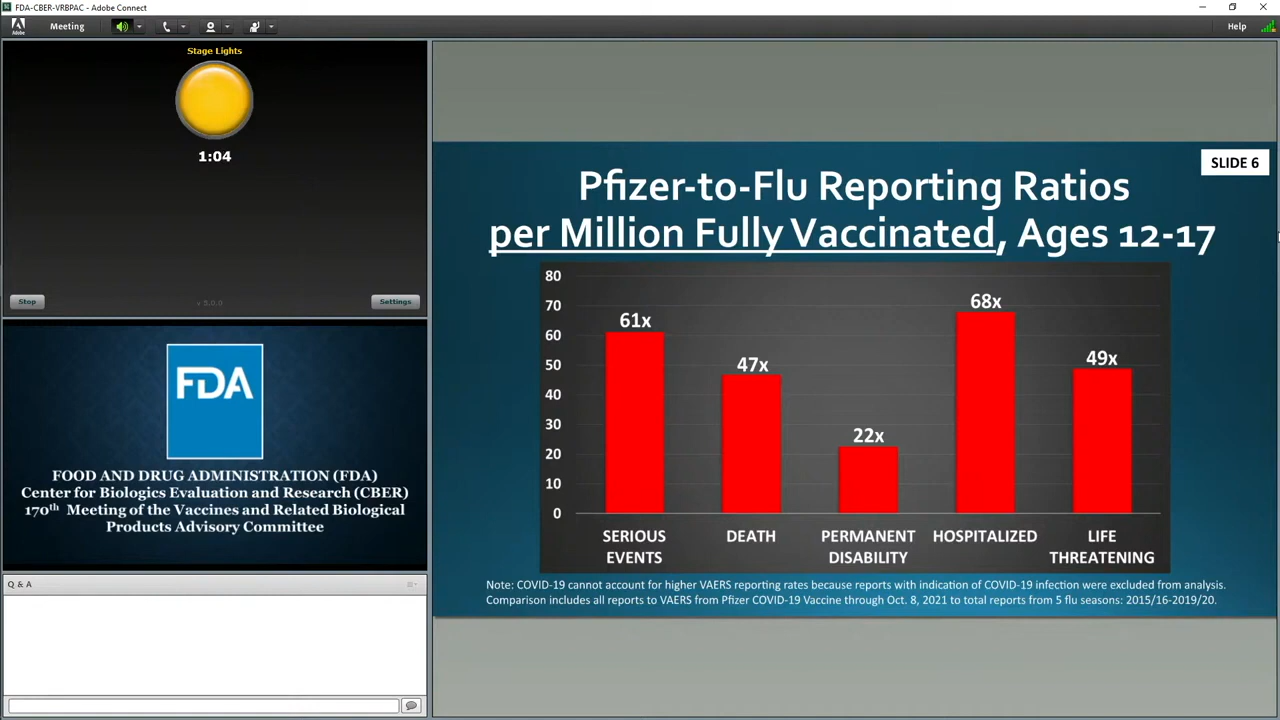 FDA-CBER-VRBPAC - Adobe Connect
Adobe
Meeting
Help
Stage Lights
1:04
Stop
v 5.0.0
Settings
FDA
FOOD AND DRUG ADMINISTRATION (FDA)
Center for Biologics Evaluation and Research (CBER)
170th Meeting of the Vaccines and Related Biological
Products Advisory Committee
Q & A
SLIDE 6
Pfizer-to-Flu Reporting Ratios
per Million Fully Vaccinated, Ages 12-17
80
70
60
50
40
30
20
10
0
61x
47x
22x
68x
49x
SERIOUS
EVENTS
DEATH
PERMANENT
DISABILITY
HOSPITALIZED
LIFE
THREATENING
Note: COVID-19 cannot account for higher VAERS reporting rates because reports with indication of COVID-19 infection were excluded from analysis.
Comparison includes all reports to VAERS from Pfizer COVID-19 Vaccine through Oct. 8, 2021 to total reports from 5 flu seasons: 2015/16-2019/20.